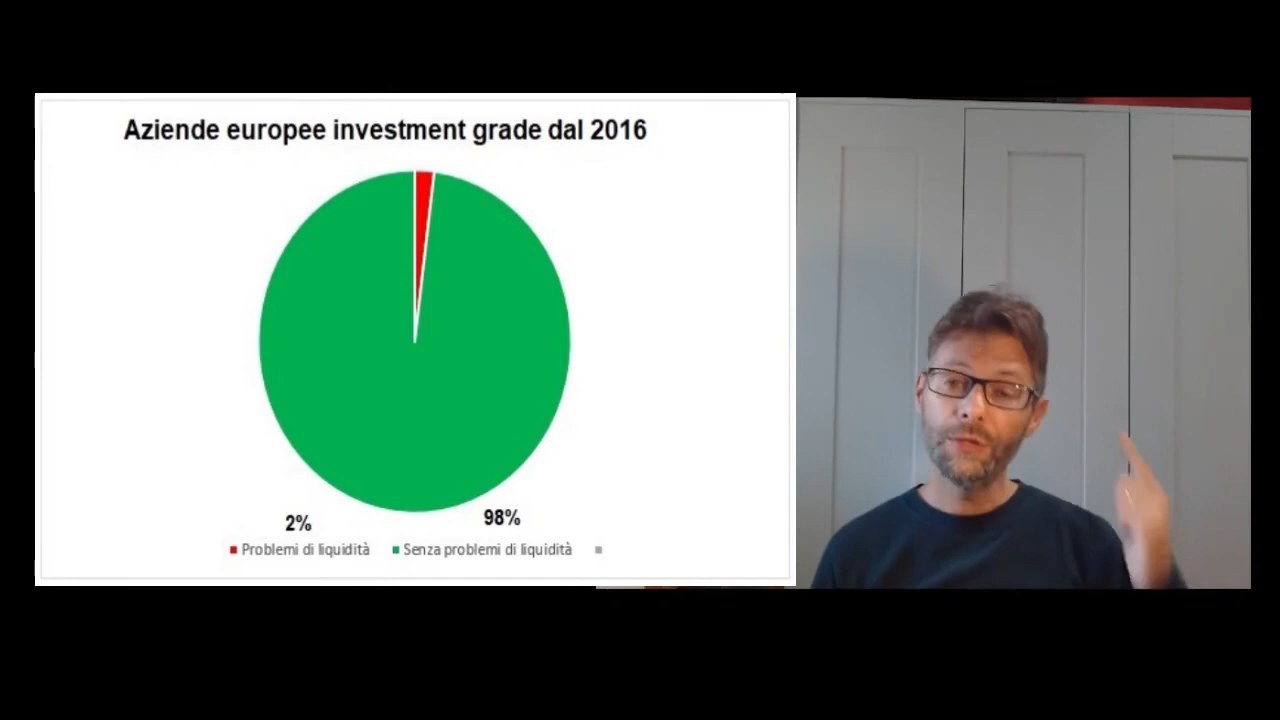 Aziende europee investment grade dal 2016
2% 98%
Problemi di liquidità Senza problemi di liquidità